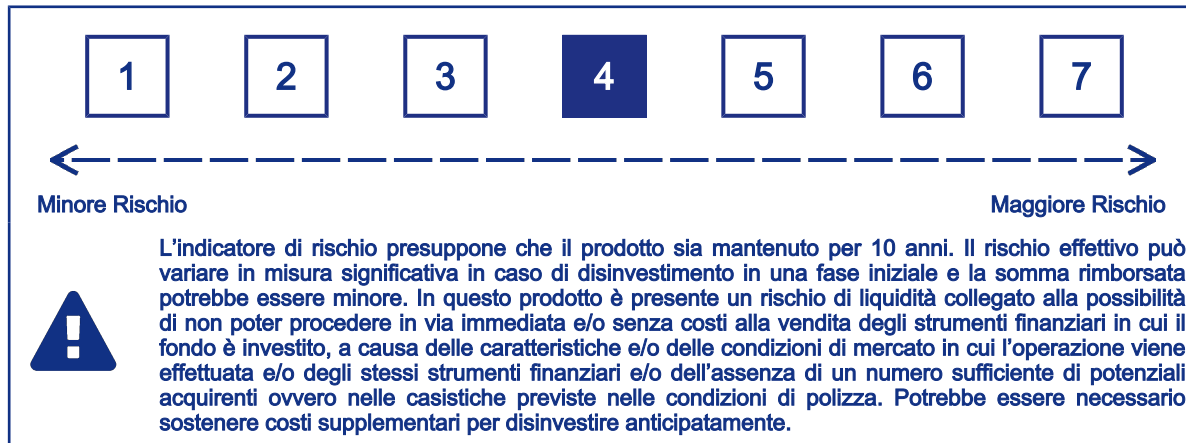 1 2 3 4 5 6 7
Minore Rischio Maggiore Rischio
L'indicatore di rischio presuppone che il prodotto sia mantenuto per 10 anni. Il rischio effettivo può
variare in misura significativa in caso di disinvestimento in una fase iniziale e la somma rimborsata
potrebbe essere minore. In questo prodotto è presente un rischio di liquidità collegato alla possibilità
di non poter procedere in via immediata e/o senza costi alla vendita degli strumenti finanziari in cui il
fondo è investito, a causa delle caratteristiche e/o delle condizioni di mercato in cui l'operazione viene
effettuata e/o degli stessi strumenti finanziari e/o dell'assenza di un numero sufficiente di potenziali
acquirenti ovvero nelle casistiche previste nelle condizioni di polizza. Potrebbe essere necessario
sostenere costi supplementari per disinvestire anticipatamente.